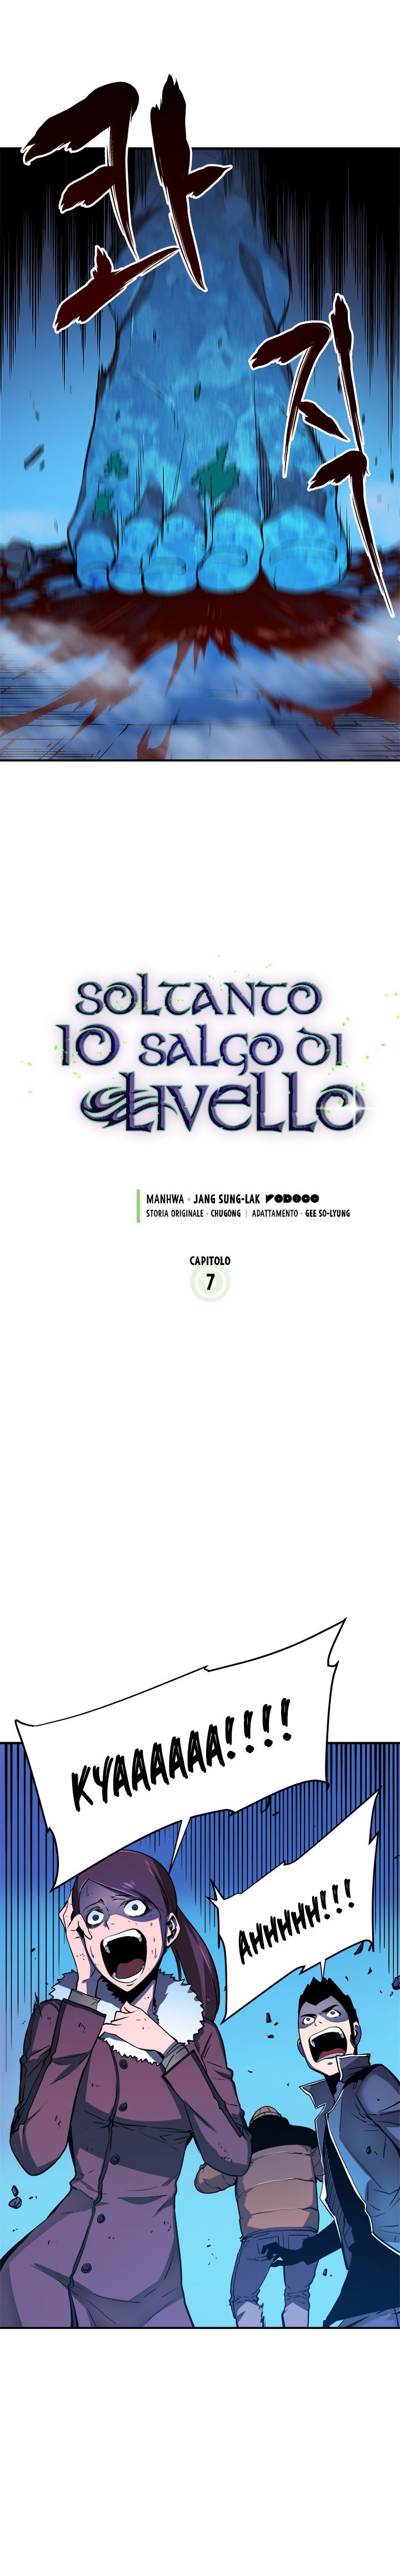 콰
직
SOLTANTO
IO SALGO DI
LIVELLO
MANHWA • JANG SUNG-LAK REDICE
STORIA ORIGINALE • CHUGONG | ADATTAMENTO • GEE SO-LYUNG
CAPITOLO
7
KYAAAAAA!!!!
AHHHHH!!!